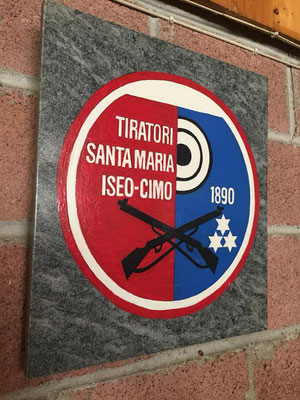 TIRATORI
SANTA MARIA
ISEO-CIMO
1890